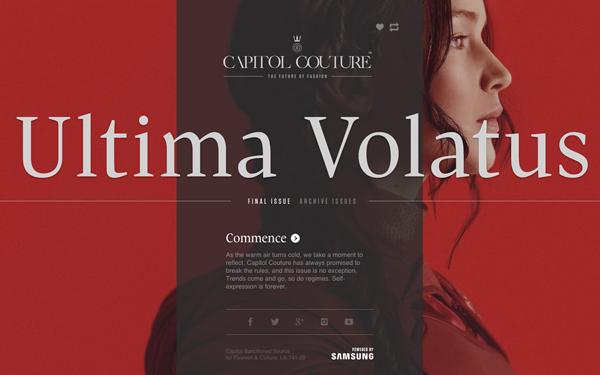 CAPITOL COUTURE™
THE FUTURE OF FASHION
Ultima Volatus
FINAL ISSUE ARCHIVE ISSUES
Commence
As the warm air turns cold, we take a moment to
reflect. Capitol Couture has always promised to
break the rules, and this issue is no exception.
Trends come and go, so do regimes. Self-
expression is forever.
Capitol Sanctioned Source
for Fashion & Culture
POWERED BY
SAMSUNG